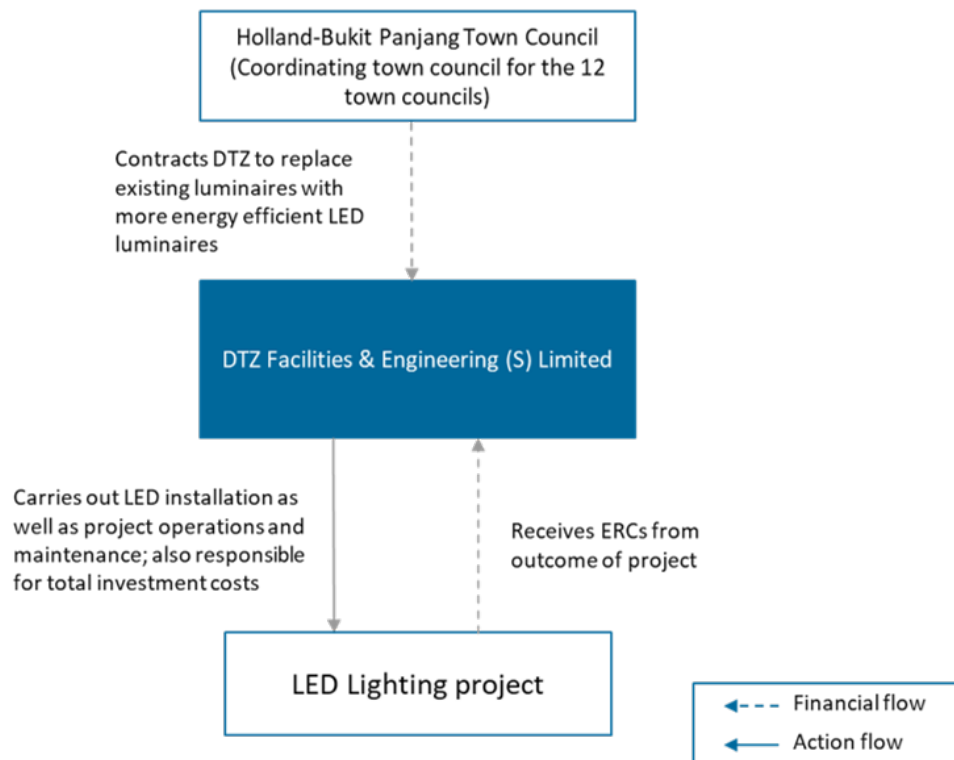 Holland-Bukit Panjang Town Council
(Coordinating town council for the 12
town councils)
Contracts DTZ to replace
existing luminaires with
more energy efficient LED
luminaires
DTZ Facilities & Engineering (S) Limited
Carries out LED installation as
well as project operations and
maintenance; also responsible
for total investment costs
Receives ERCs from
outcome of project
LED Lighting project
Financial flow
Action flow